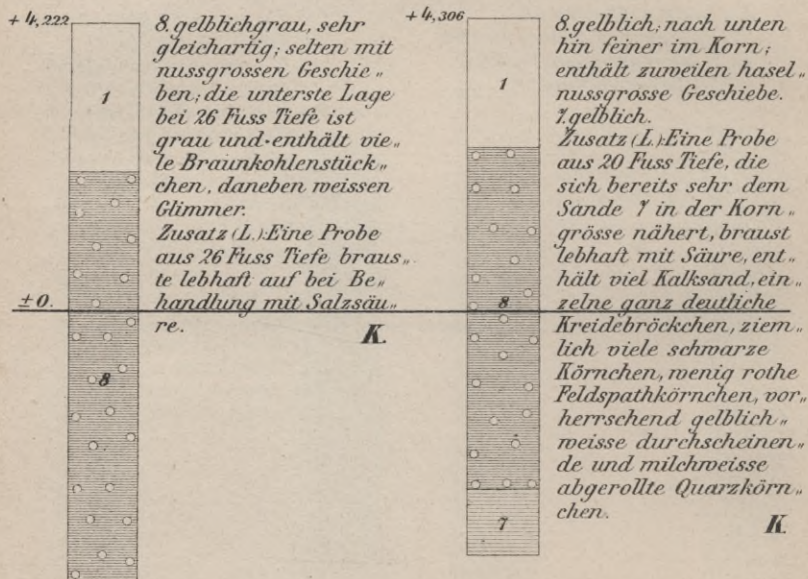 + 4,222
8. gelblichgrau, sehr
gleichartig; selten mit
nussgrossen Geschie„
ben; die unterste Lage
bei 26 Fuss Tiefe ist
grau und enthält vie„
le Braunkohlenstück„
chen, daneben weissen
Glimmer.
Zusatz (L.): Eine Probe
aus 26 Fuss Tiefe braus„
te lebhaft auf bei Be„
handlung mit Salzsäu„
re.
K.
1
±0.
8
+ 4,306
8. gelblich; nach unten
hin feiner im Korn;
enthält zuweilen hasel„
nussgrosse Geschiebe.
7. gelblich.
Zusatz (L.): Eine Probe
aus 20 Fuss Tiefe, die
sich bereits sehr dem
Sande 7 in der Korn„
grösse nähert, braust
lebhaft mit Säure, ent„
hält viel Kalksand, ein„
zelne ganz deutliche
Kreidebröckchen, ziem„
lich viele schwarze
Körnchen, wenig rothe
Feldspathkörnchen, vor„
herrschend gelblich„
weisse durchscheinen„
de und milchweisse
abgerollte Quarzkörn„
chen.
K
1
8
7